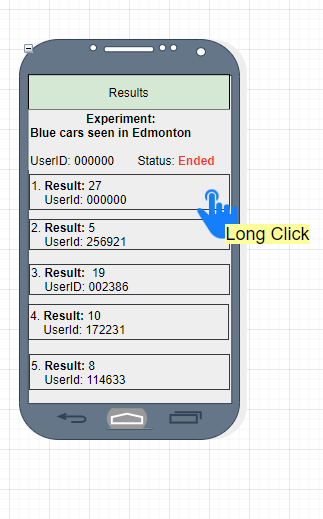 Results
Experiment:
Blue cars seen in Edmonton
UserID: 000000 Status: Ended
1. Result: 27
UserId: 000000
Long Click
2. Result: 5
UserId: 256921
3. Result: 19
UserID: 002386
4. Result: 10
UserId: 172231
5. Result: 8
UserId: 114633